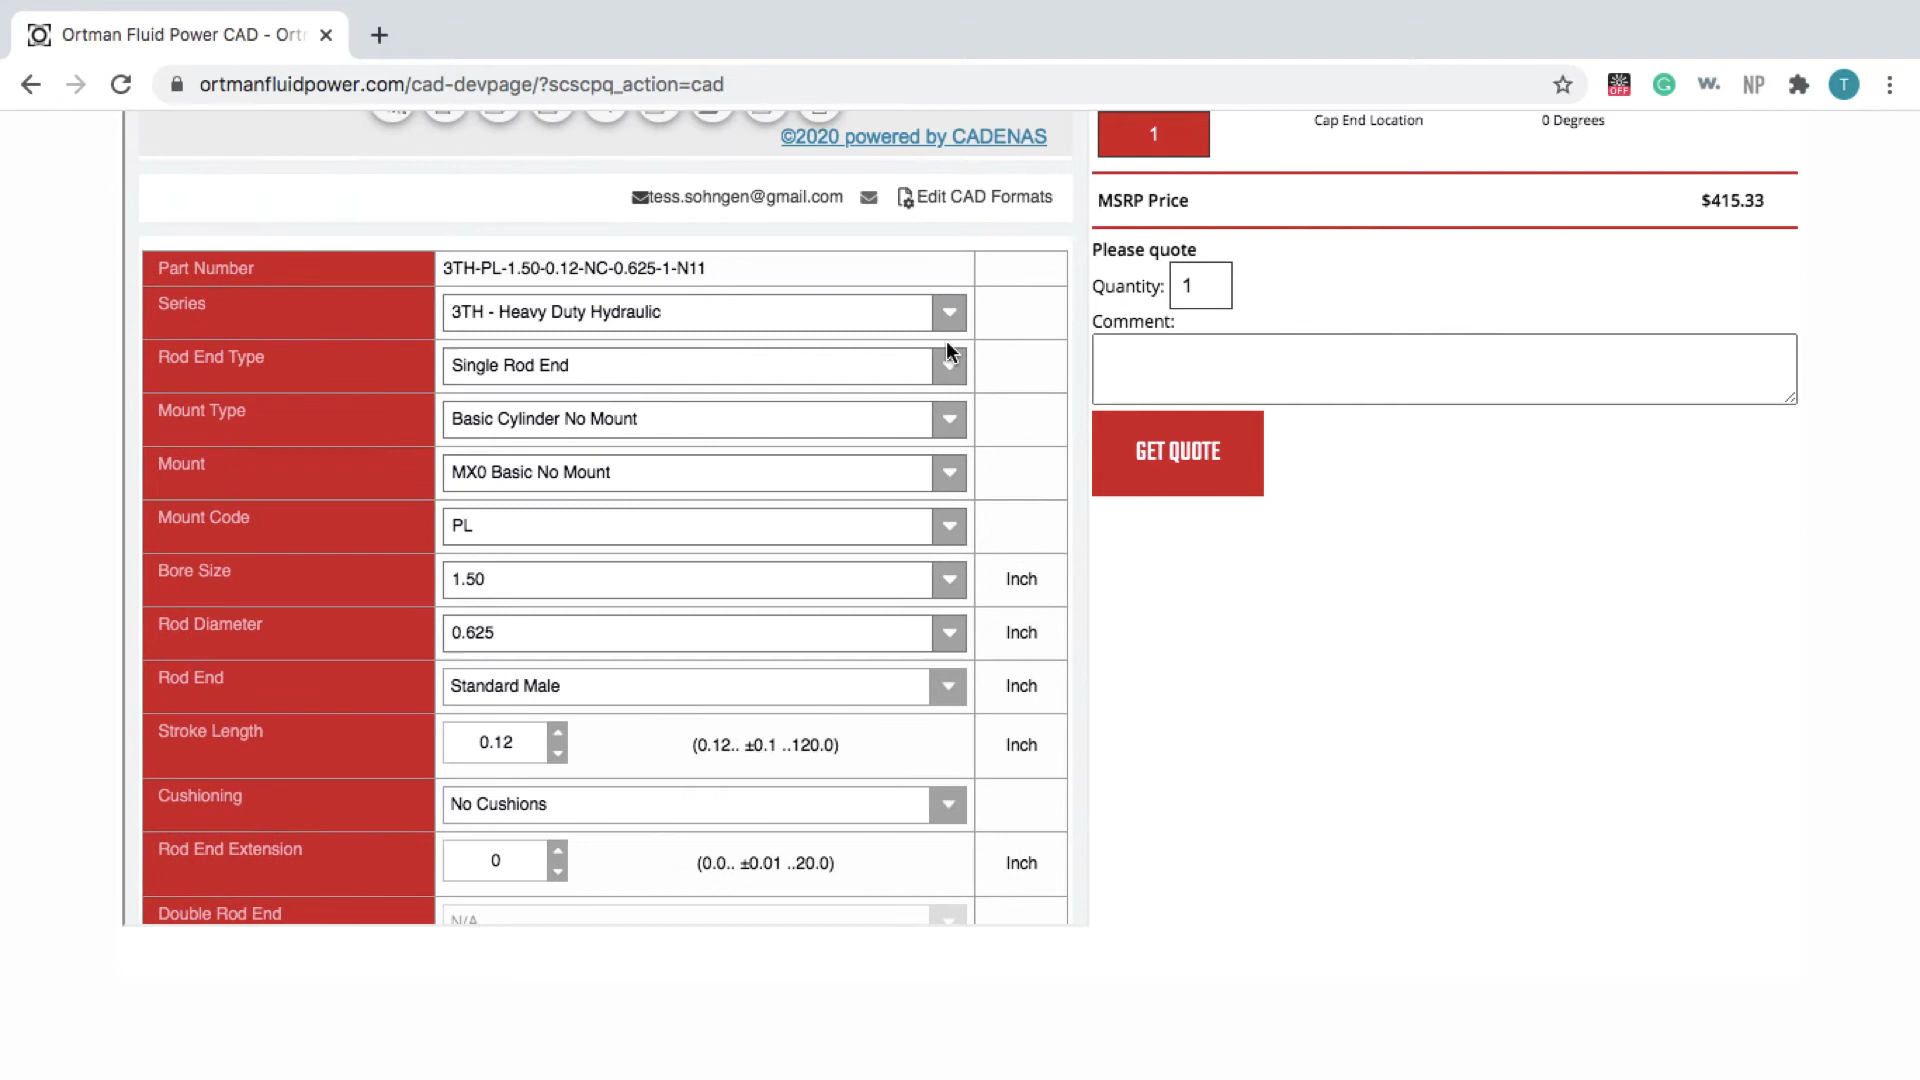 Ortman Fluid Power CAD - Ort
ortmanfluidpower.com/cad-devpage/?scscpq_action=cad
OFF
G
w.
NP
T
©2020 powered by CADENAS
1
Cap End Location 0 Degrees
tess.sohngen@gmail.com Edit CAD Formats
MSRP Price $415.33
Please quote
Quantity: 1
Comment:
GET QUOTE
Part Number 3TH-PL-1.50-0.12-NC-0.625-1-N11
Series 3TH - Heavy Duty Hydraulic
Rod End Type Single Rod End
Mount Type Basic Cylinder No Mount
Mount MX0 Basic No Mount
Mount Code PL
Bore Size 1.50 Inch
Rod Diameter 0.625 Inch
Rod End Standard Male Inch
Stroke Length 0.12 (0.12.. ±0.1 ..120.0) Inch
Cushioning No Cushions
Rod End Extension 0 (0.0.. ±0.01 ..20.0) Inch
Double Rod End N/A